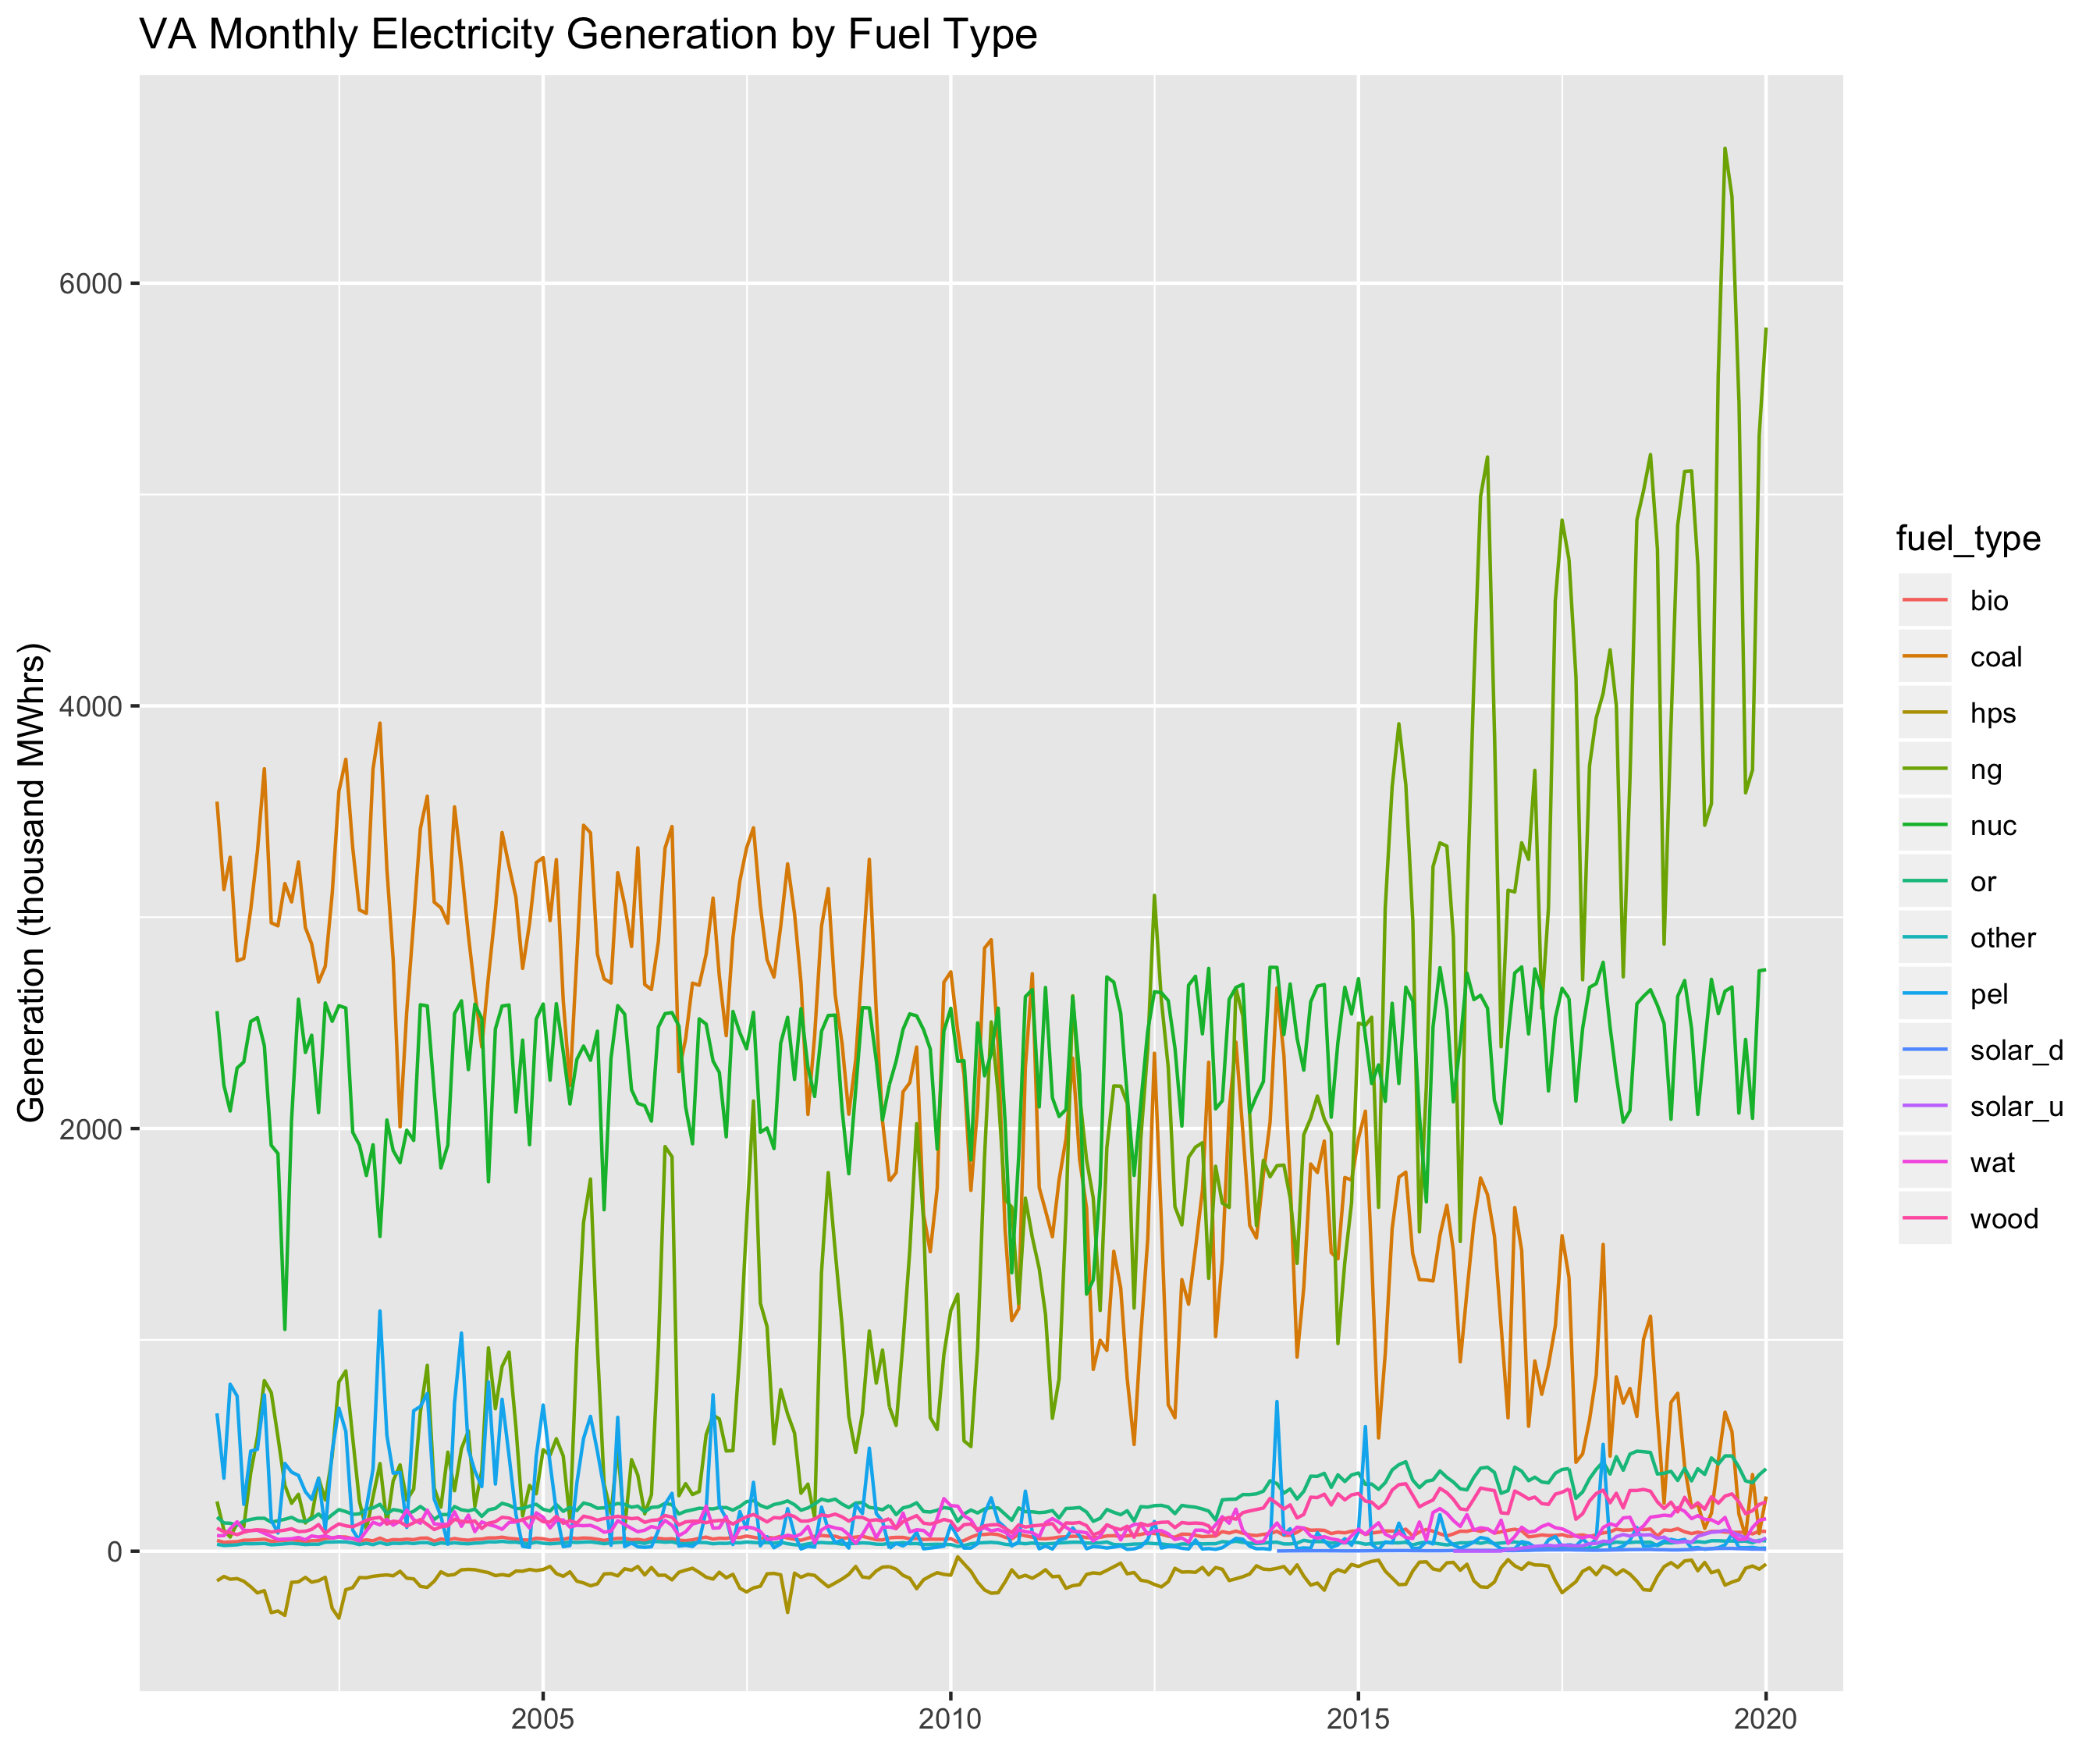 VA Monthly Electricity Generation by Fuel Type
Generation (thousand MWhrs)
6000
4000
2000
0
2005
2010
2015
2020
fuel_type
bio
coal
hps
ng
nuc
or
other
pel
solar_d
solar_u
wat
wood